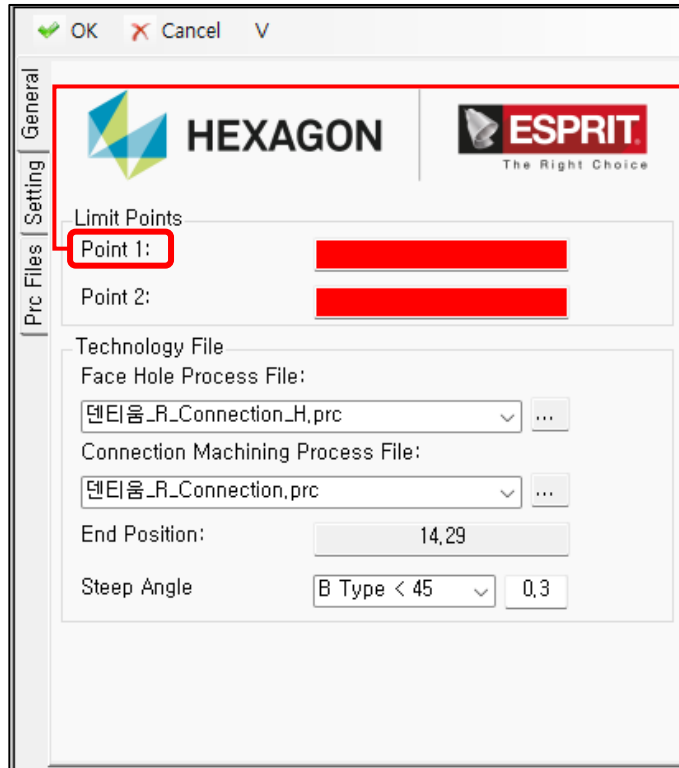 OK Cancel V
General
Setting
Prc Files
HEXAGON
ESPRIT.
The Right Choice
Limit Points
Point 1:
Point 2:
Technology File
Face Hole Process File:
덴티움_R_Connection_H.prc
...
Connection Machining Process File:
덴티움_R_Connection.prc
...
End Position:
14.29
Steep Angle
B Type < 45
0.3